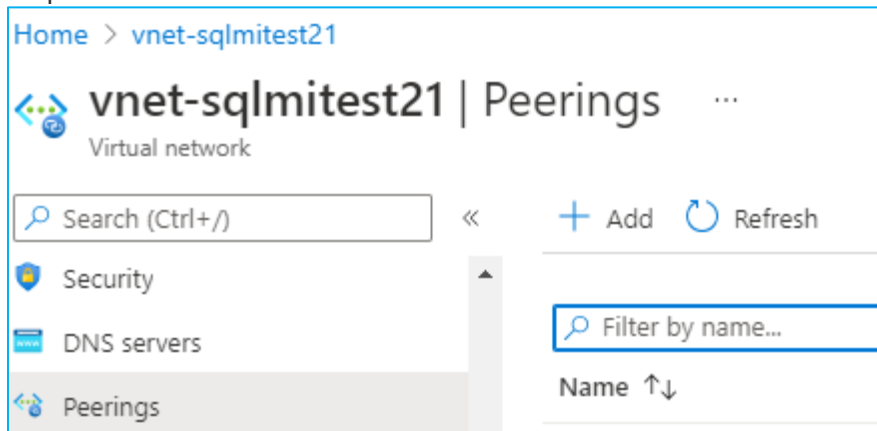 Home > vnet-sqlmitest21
vnet-sqlmitest21 | Peerings ...
Virtual network
Search (Ctrl+/) «
+ Add Refresh
Security
DNS servers
Peerings
Filter by name...
Name ↑↓